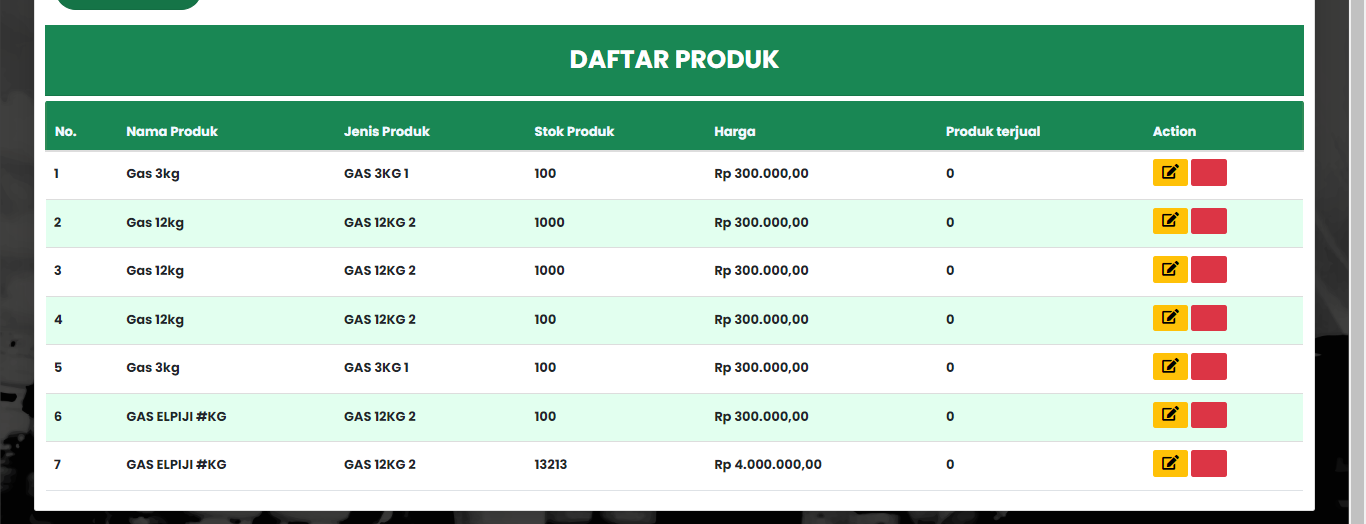 DAFTAR PRODUK
No. Nama Produk Jenis Produk Stok Produk Harga Produk terjual Action
1 Gas 3kg GAS 3KG 1 100 Rp 300.000,00 0
2 Gas 12kg GAS 12KG 2 1000 Rp 300.000,00 0
3 Gas 12kg GAS 12KG 2 1000 Rp 300.000,00 0
4 Gas 12kg GAS 12KG 2 100 Rp 300.000,00 0
5 Gas 3kg GAS 3KG 1 100 Rp 300.000,00 0
6 GAS ELPIJI #KG GAS 12KG 2 100 Rp 300.000,00 0
7 GAS ELPIJI #KG GAS 12KG 2 13213 Rp 4.000.000,00 0